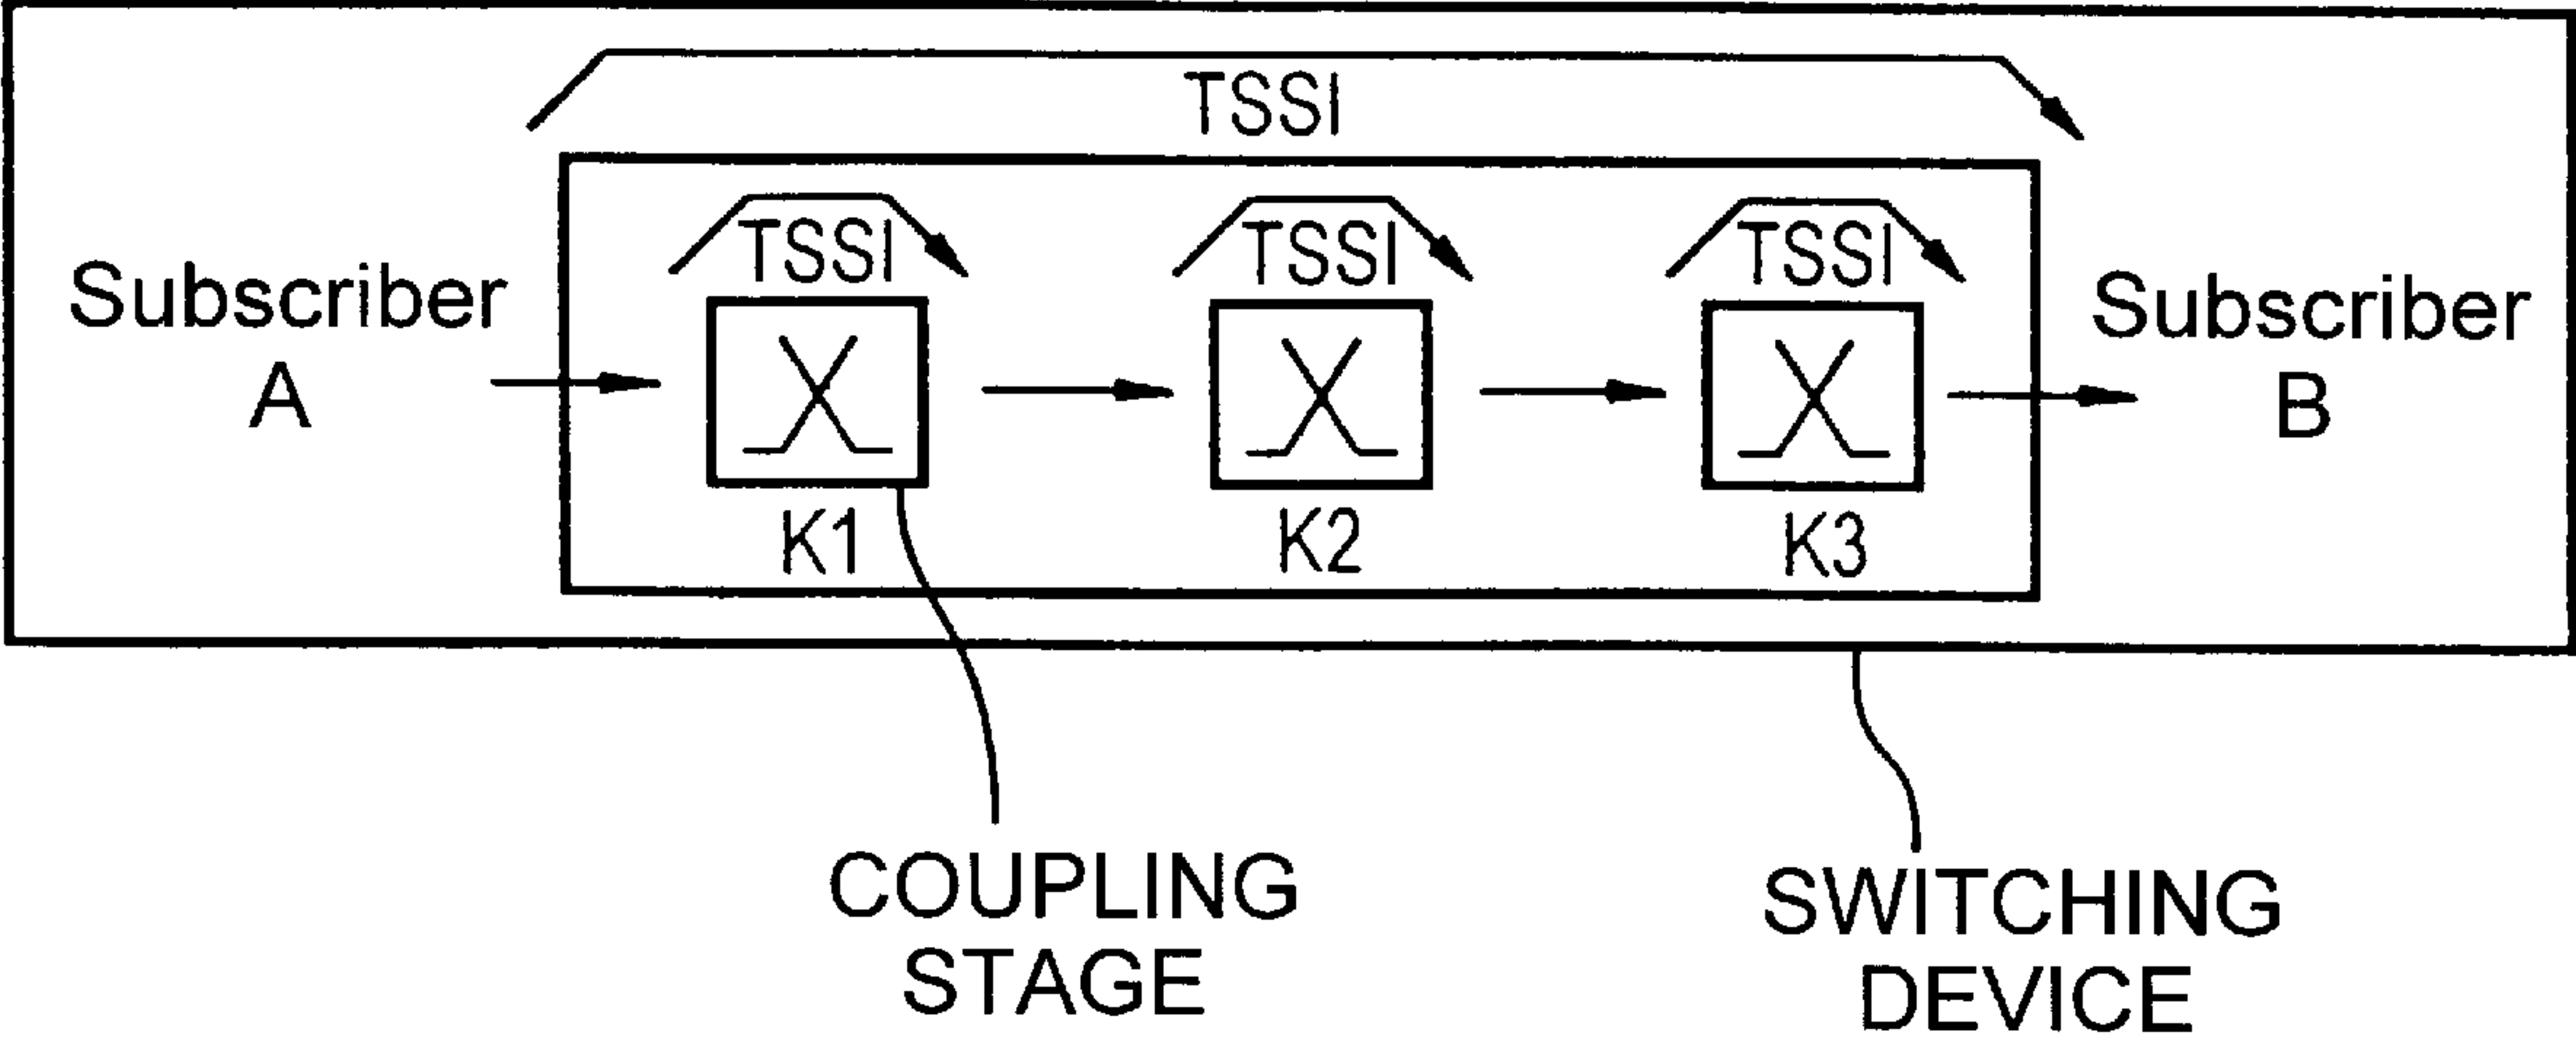 TSSI
TSSI TSSI TSSI
Subscriber
A
Subscriber
B
K1 K2 K3
COUPLING
STAGE
SWITCHING
DEVICE